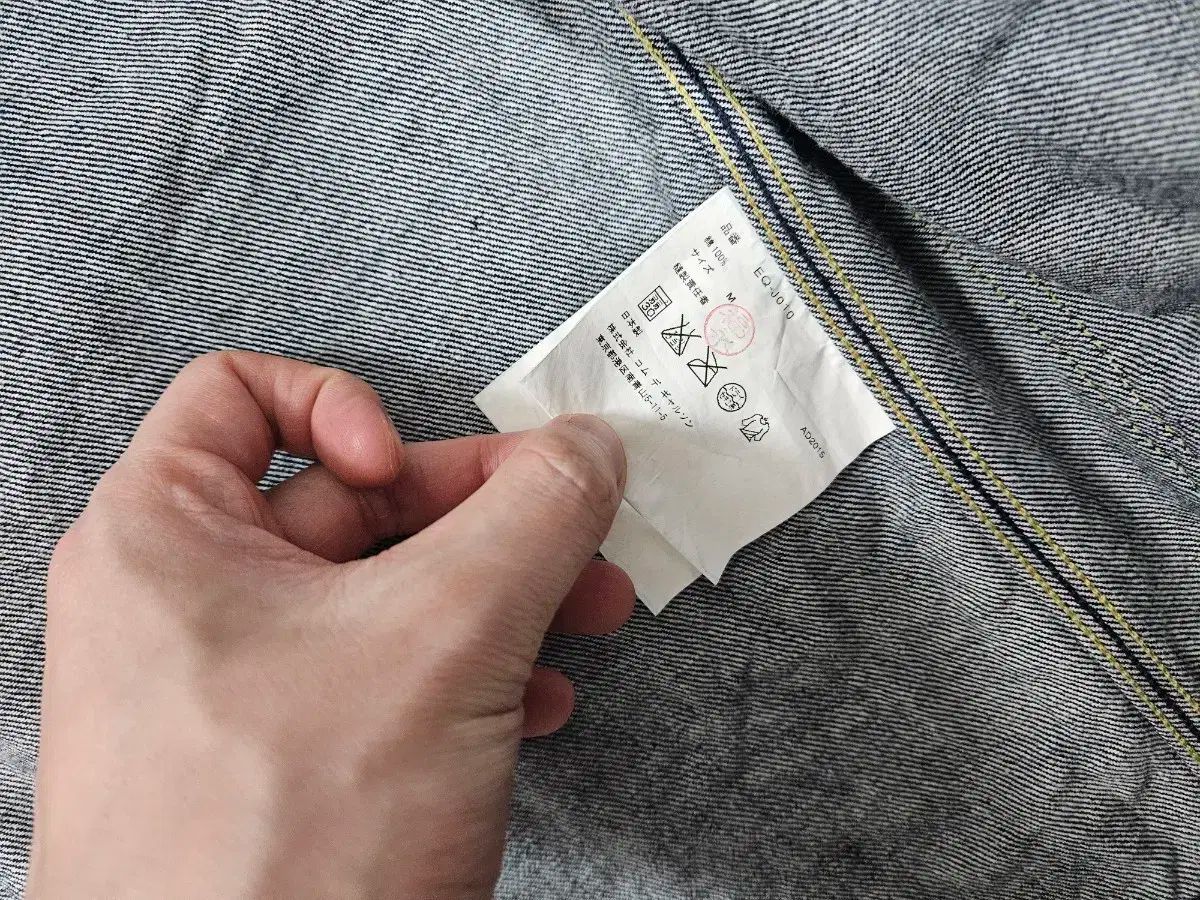 品番 EQ-J010
綿 100%
サイズ M
縫製責任者
日本製
株式会社 コム デ ギャルソン
東京都港区南青山5-11-5
AD2015